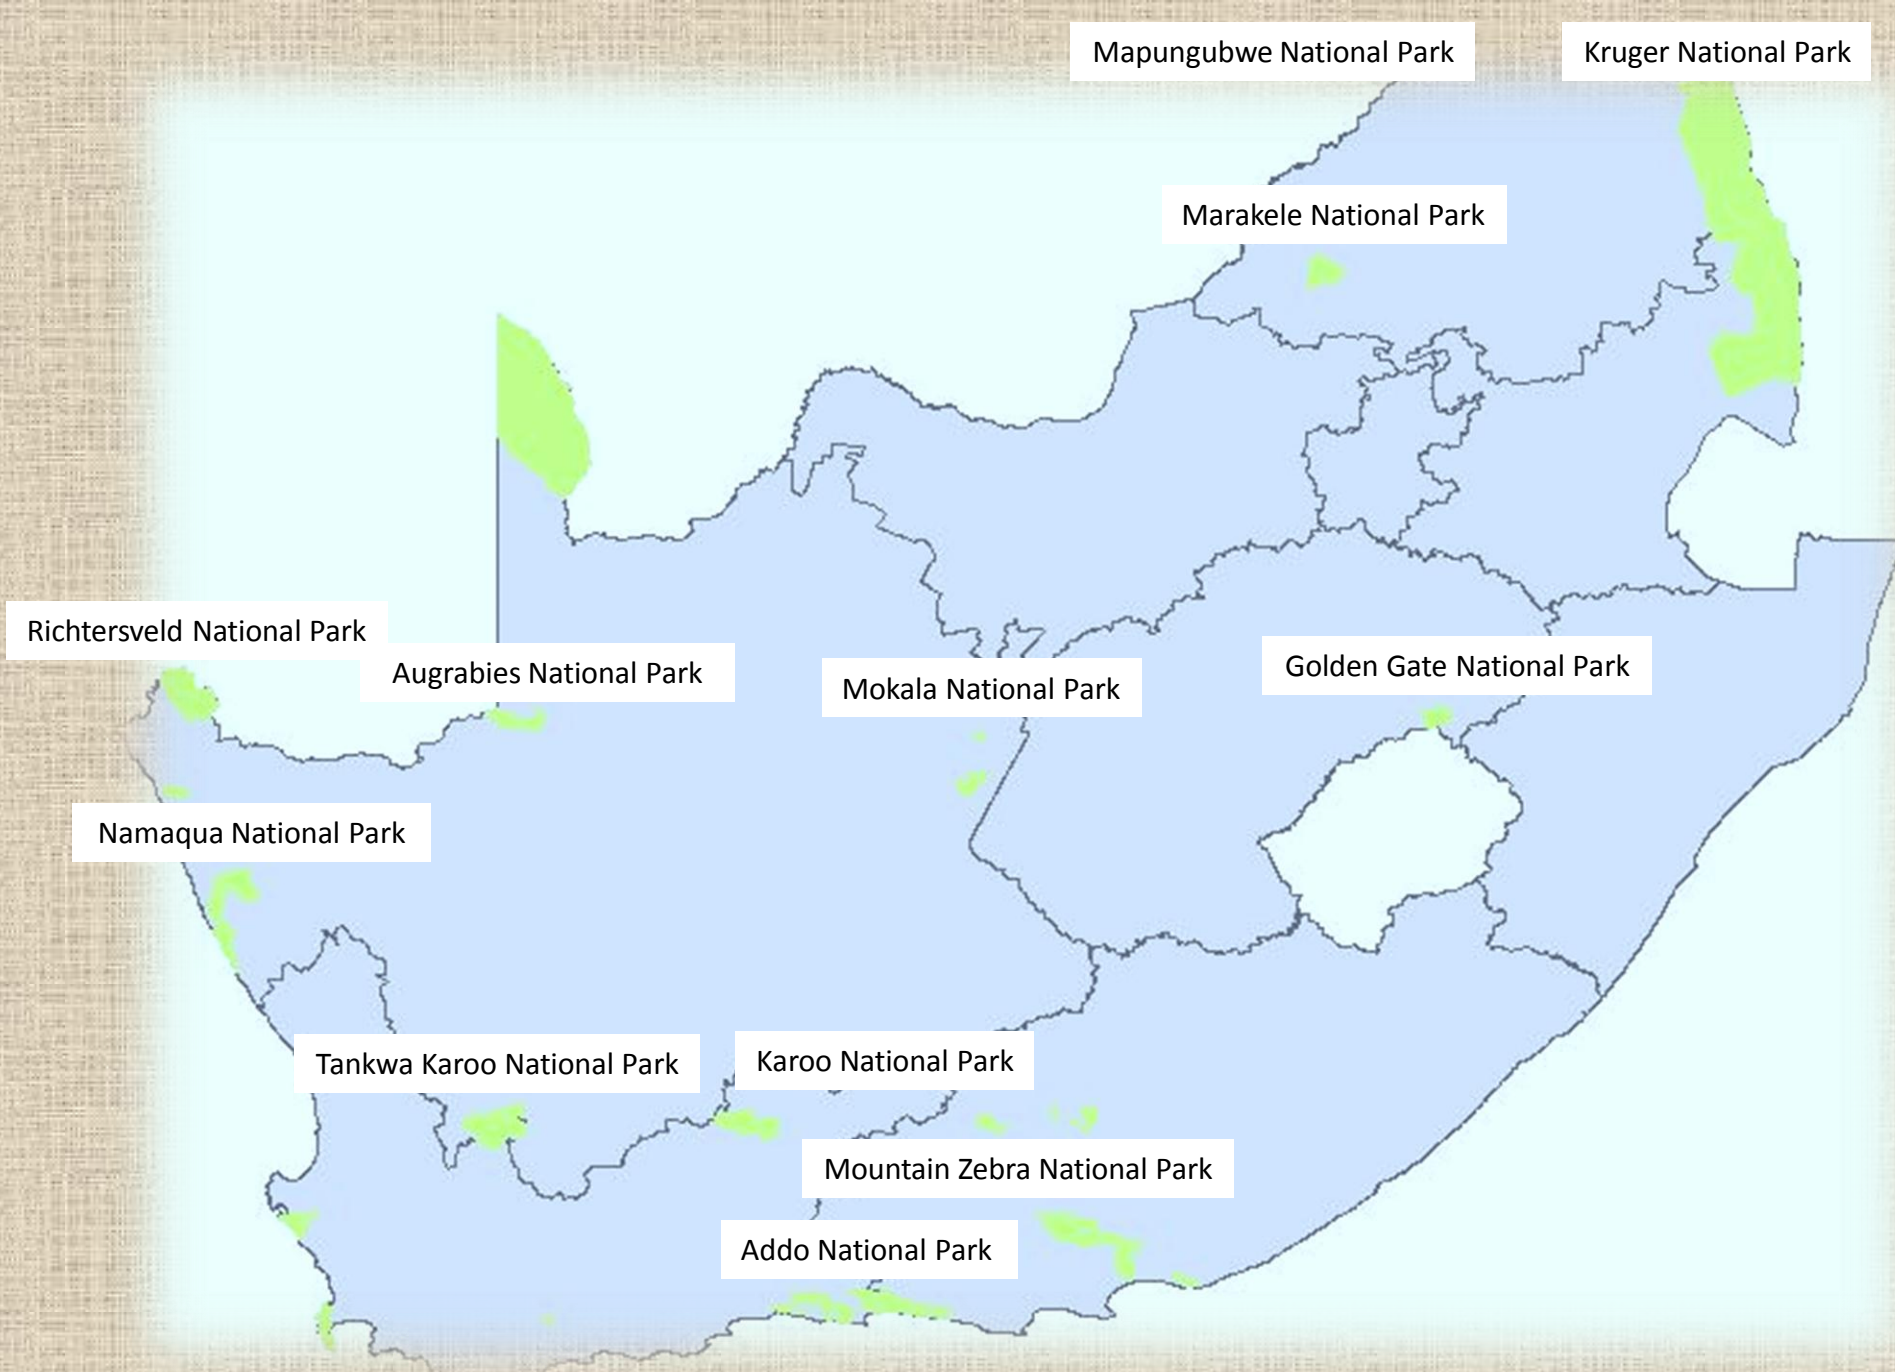 Mapungubwe National Park
Kruger National Park
Marakele National Park
Richtersveld National Park
Augrabies National Park
Mokala National Park
Golden Gate National Park
Namaqua National Park
Tankwa Karoo National Park
Karoo National Park
Mountain Zebra National Park
Addo National Park